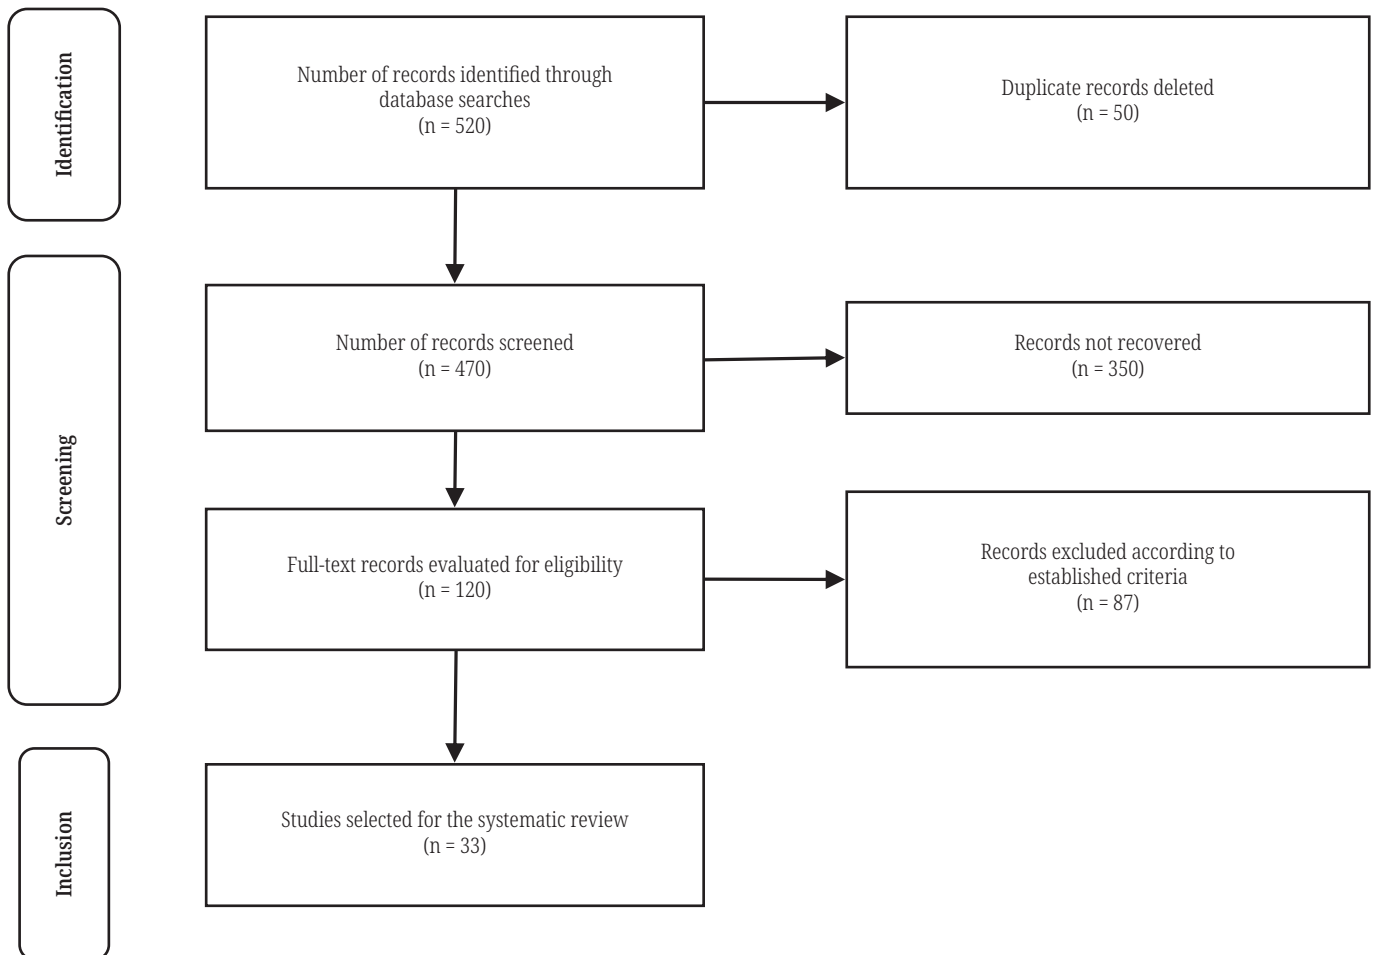 Identification
Number of records identified through
database searches
(n = 520)
Duplicate records deleted
(n = 50)
Screening
Number of records screened
(n = 470)
Records not recovered
(n = 350)
Full-text records evaluated for eligibility
(n = 120)
Records excluded according to
established criteria
(n = 87)
Inclusion
Studies selected for the systematic review
(n = 33)